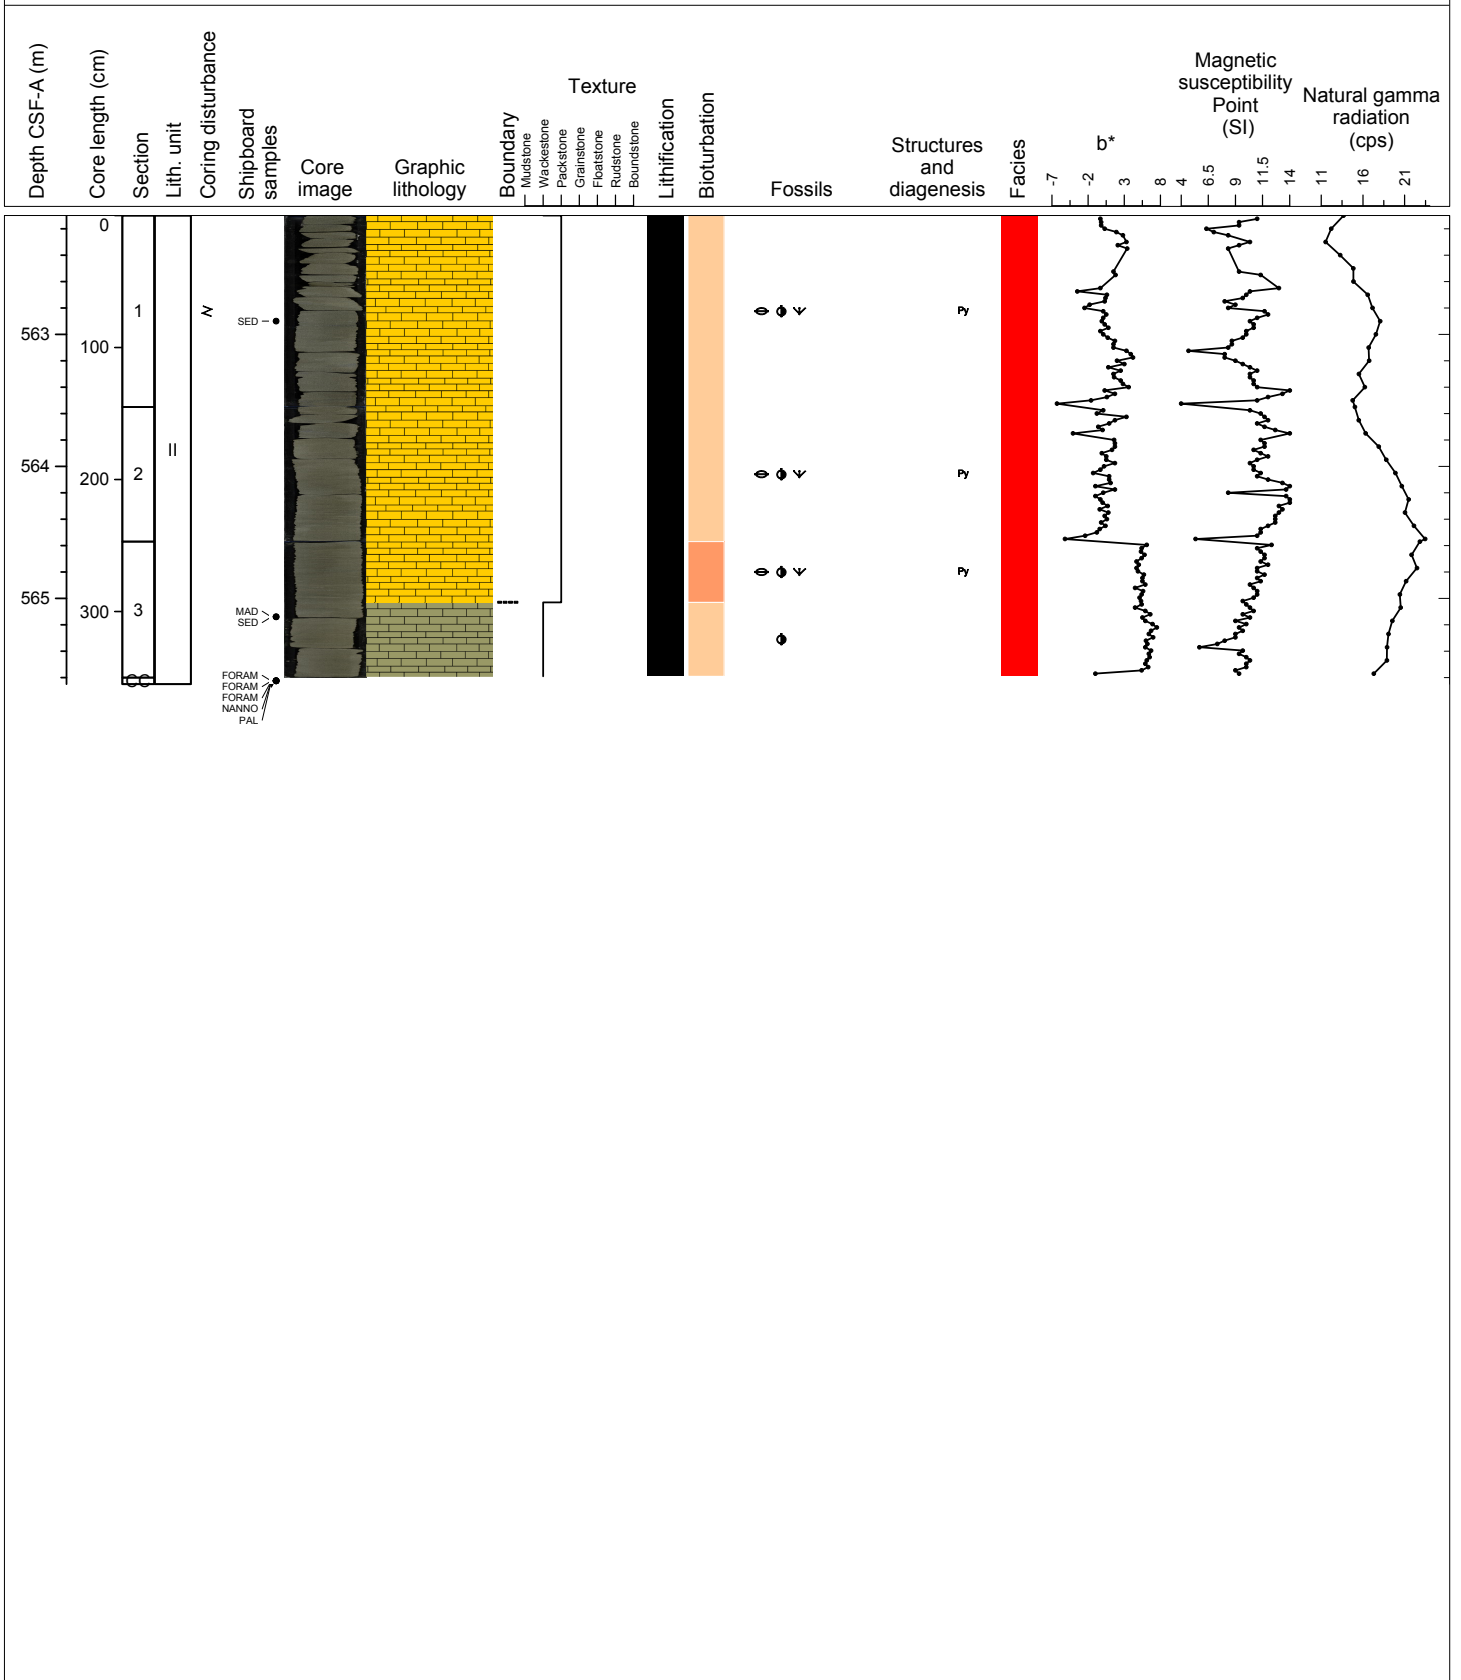 Depth CSF-A (m)
Core length (cm)
Section
Lith. unit
Coring disturbance
Shipboard
samples
Core
image
Graphic
lithology
Boundary
Texture
Mudstone
Wackestone
Packstone
Grainstone
Floatstone
Rudstone
Boundstone
Lithification
Bioturbation
Fossils
Structures
and
diagenesis
Facies
b*
-7
-2
3
8
Magnetic
susceptibility
Point
(SI)
4
6.5
9
11.5
14
Natural gamma
radiation
(cps)
11
16
21
0
1
SED
Py
563
100
II
564
200
2
Py
Py
565
300
3
MAD
SED
FORAM
FORAM
FORAM
NANNO
PAL
CC